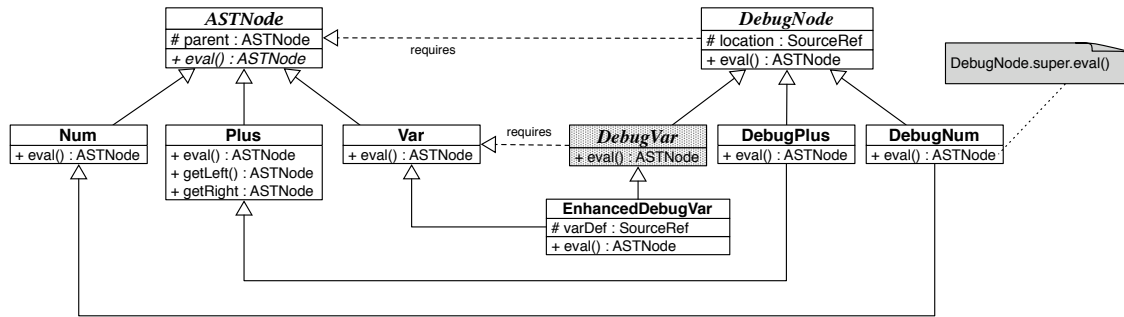 ASTNode
# parent : ASTNode
+ eval() : ASTNode
requires
DebugNode
# location : SourceRef
+ eval() : ASTNode
DebugNode.super.eval()
Num
+ eval() : ASTNode
Plus
+ eval() : ASTNode
+ getLeft() : ASTNode
+ getRight : ASTNode
Var
+ eval() : ASTNode
requires
DebugVar
+ eval() : ASTNode
DebugPlus
+ eval() : ASTNode
DebugNum
+ eval() : ASTNode
EnhancedDebugVar
# varDef : SourceRef
+ eval() : ASTNode